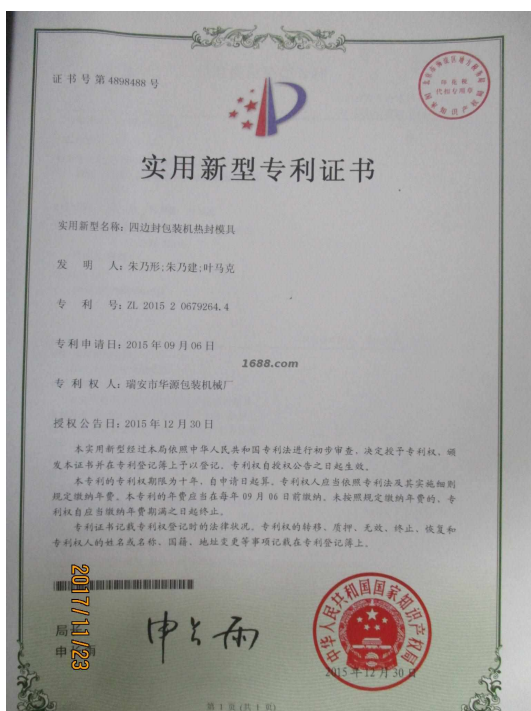 证书号第4898488号
实用新型专利证书
实用新型名称：四边封包装机热封模具
发 明 人：朱乃形;朱乃建;叶马克
专 利 号：ZL 2015 2 0679264.4
专利申请日：2015年09月06日
1688.com
专 利 权 人：瑞安市华源包装机械厂
授权公告日：2015年12月30日
本实用新型经过本局依照中华人民共和国专利法进行初步审查，决定授予专利权，颁
发本证书并在专利登记簿上予以登记。专利权自授权公告之日起生效。
本专利的专利权期限为十年，自申请日起算。专利权人应当依照专利法及其实施细则
规定缴纳年费。本专利的年费应当在每年09月06日前缴纳。未按照规定缴纳年费的，专
利权自应当缴纳年费期满之日起终止。
专利证书记载专利权登记时的法律状况。专利权的转移、质押、无效、终止、恢复和
专利权人的姓名或名称、国籍、地址变更等事项记载在专利登记簿上。
2017/11/23
局长
申雨
申长雨
中华人民共和国国家知识产权局
2015年12月30日
第1页(共1页)